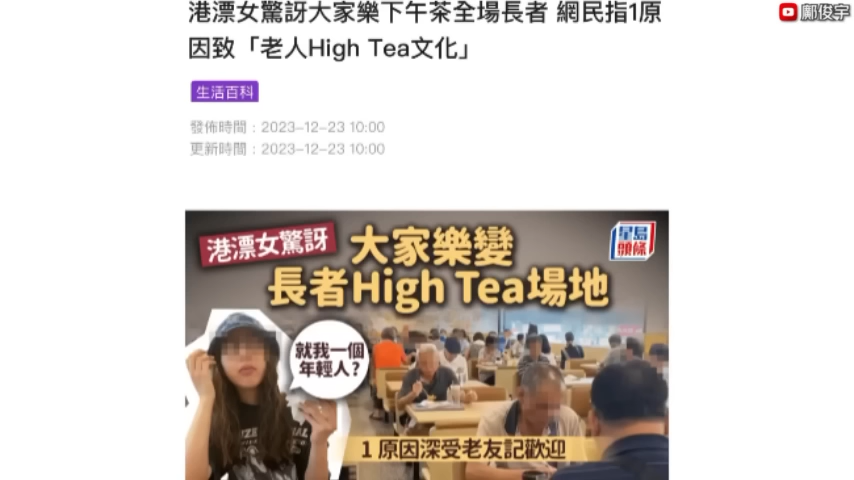 港漂女驚訝大家樂下午茶全場長者 網民指1原
因致「老人High Tea文化」
鄺俊宇
生活百科
發佈時間：2023-12-23 10:00
更新時間：2023-12-23 10:00
港漂女驚訝
大家樂變
長者High Tea場地
星島
頭條
就我一個
年輕人?
1 原因深受老友記歡迎